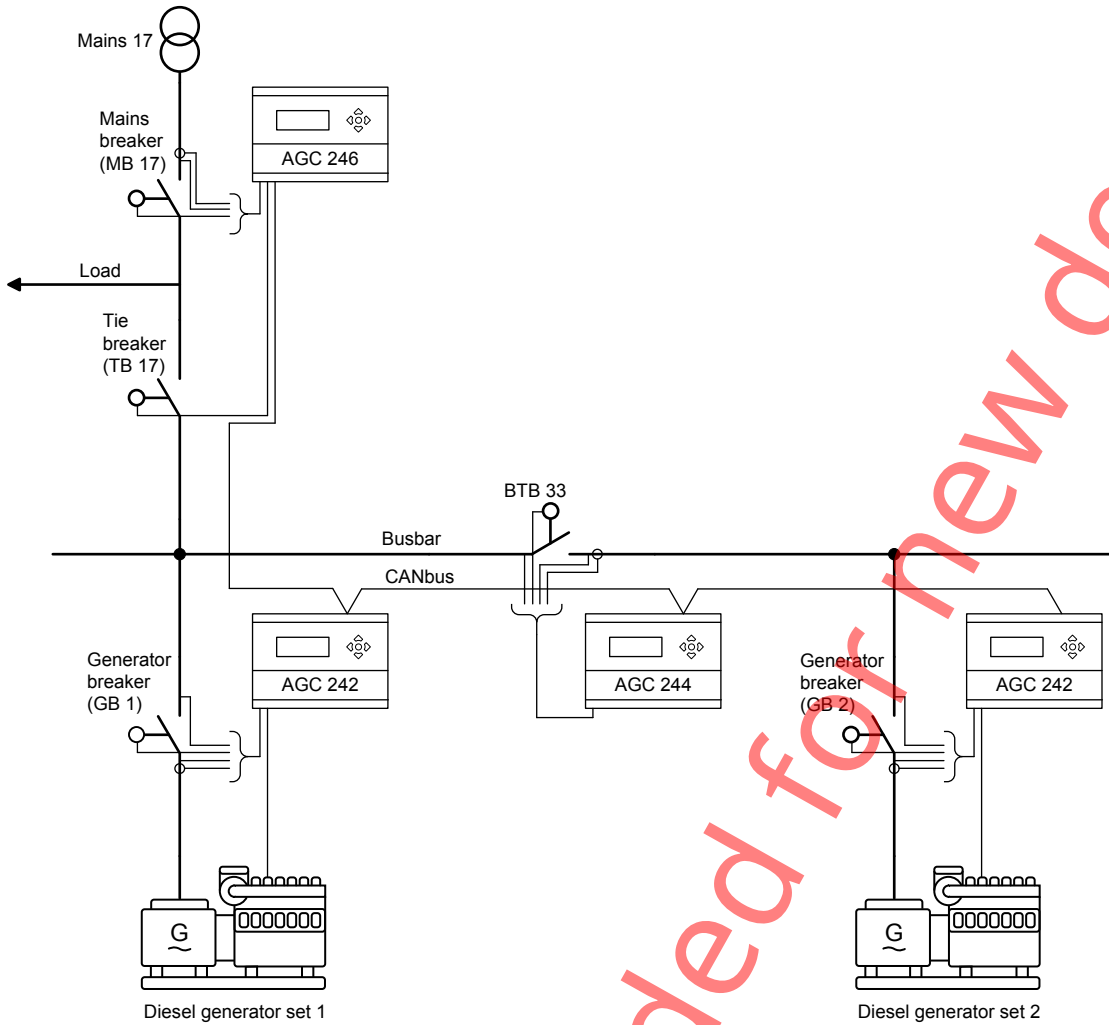 Mains 17
Mains
breaker
(MB 17)
AGC 246
Load
Tie
breaker
(TB 17)
BTB 33
Busbar
CANbus
Generator
breaker
(GB 1)
AGC 242
AGC 244
Generator
breaker
(GB 2)
AGC 242
G
G
Diesel generator set 1
Diesel generator set 2
ded for new de